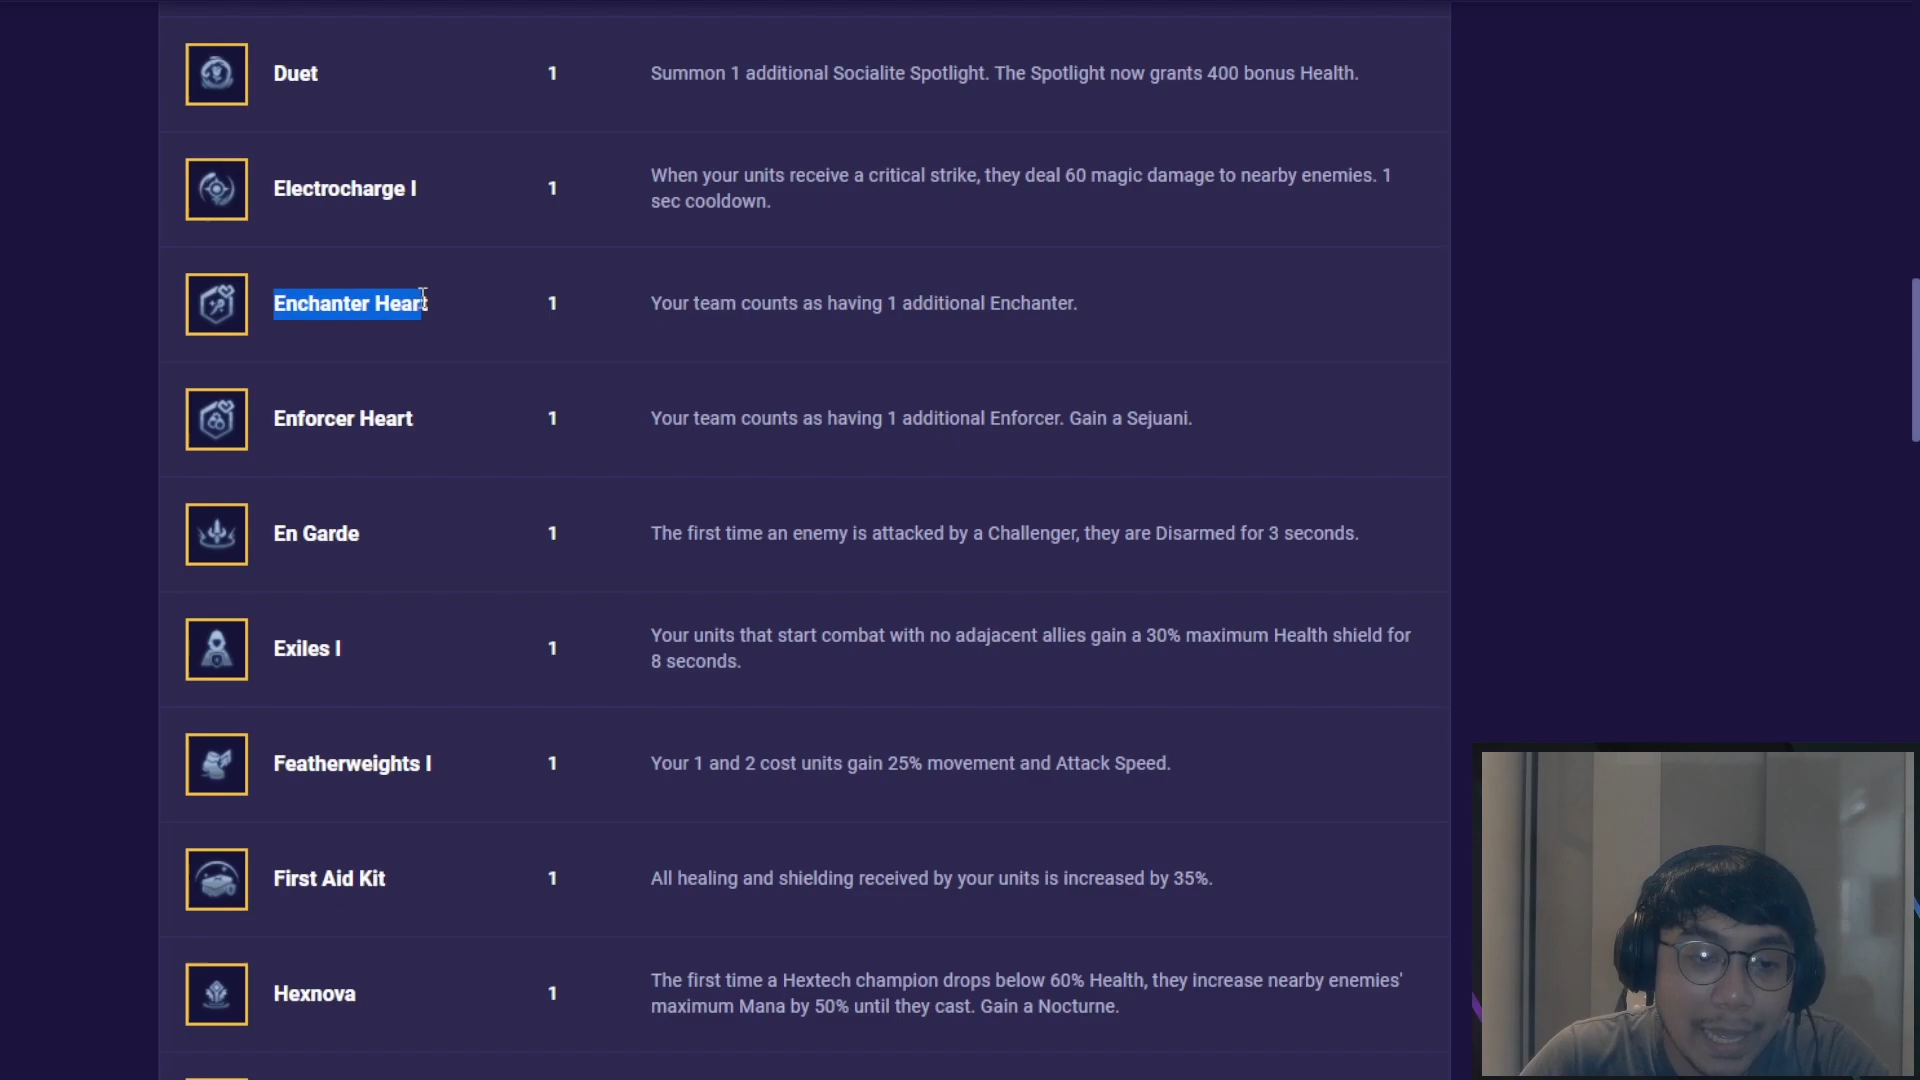 Duet 1 Summon 1 additional Socialite Spotlight. The Spotlight now grants 400 bonus Health.
Electrocharge I 1 When your units receive a critical strike, they deal 60 magic damage to nearby enemies. 1
sec cooldown.
Enchanter Heart 1 Your team counts as having 1 additional Enchanter.
Enforcer Heart 1 Your team counts as having 1 additional Enforcer. Gain a Sejuani.
En Garde 1 The first time an enemy is attacked by a Challenger, they are Disarmed for 3 seconds.
Exiles I 1 Your units that start combat with no adajacent allies gain a 30% maximum Health shield for
8 seconds.
Featherweights I 1 Your 1 and 2 cost units gain 25% movement and Attack Speed.
First Aid Kit 1 All healing and shielding received by your units is increased by 35%.
Hexnova 1 The first time a Hextech champion drops below 60% Health, they increase nearby enemies'
maximum Mana by 50% until they cast. Gain a Nocturne.